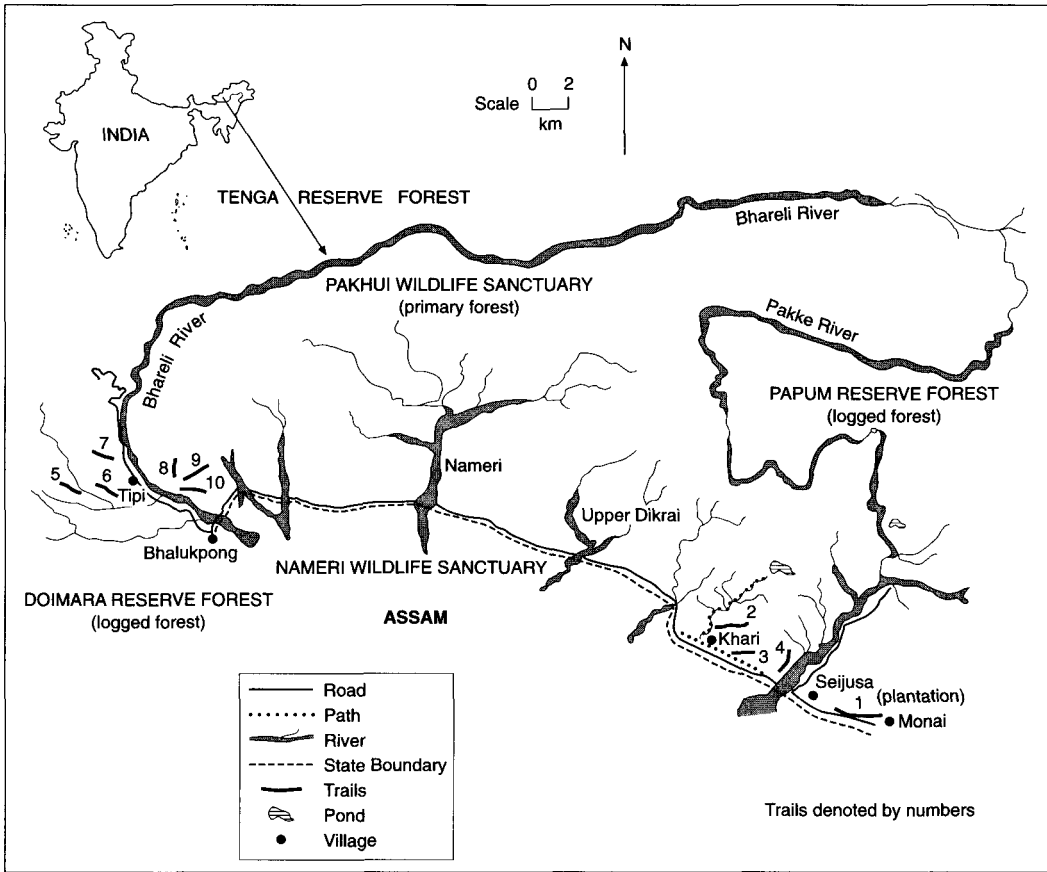 N
0 2
Scale
km
INDIA
TENGA RESERVE FOREST
Bhareli River
PAKHUI WILDLIFE SANCTUARY
(primary forest)
Bhareli River
Pakke River
PAPUM RESERVE FOREST
(logged forest)
7
8
9
5
6
10
Tipi
Nameri
Bhalukpong
Upper Dikrai
NAMERI WILDLIFE SANCTUARY
DOIMARA RESERVE FOREST
(logged forest)
ASSAM
2
Khari
3
4
Seijusa
1 (plantation)
Monai
Road
Path
River
State Boundary
Trails
Pond
Village
Trails denoted by numbers